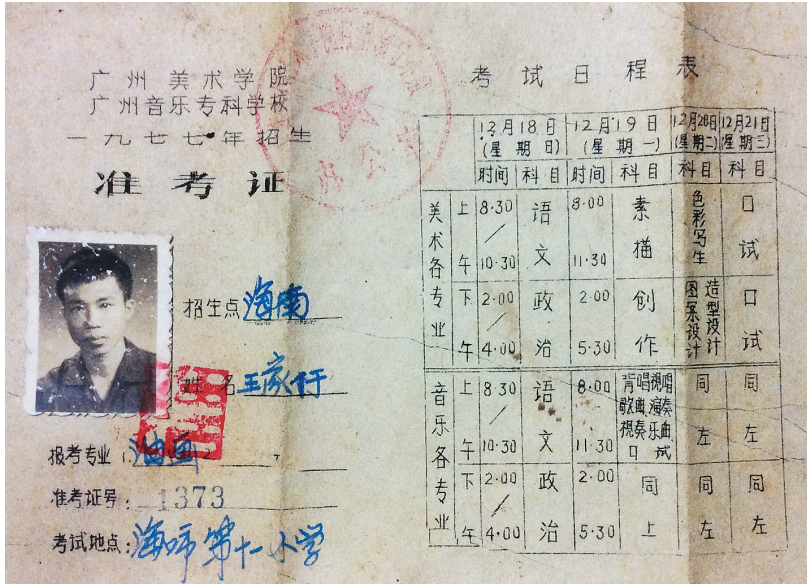 广州美术学院
广州音乐专科学校
一九七七年招生
准考证
招生点 海南
姓名 王家行
报考专业: 油画
准考证号: 1373
考试地点: 海师第十一小学
考试日程表
12月18日 (星期日) 12月19日 (星期一) 12月20日 (星期二) 12月21日 (星期三)
时间 科目 时间 科目 科目 科目
美术各专业 上午 8·30/10·30 语文 8·00 11·30 素描 色彩写生 口试
下午 2·00/4·00 政治 2·00 5·30 创作 图案设计 造型设计 口试
音乐各专业 上午 8·30/10·30 语文 8·00 11·30 背唱歌曲、视唱 演奏 视奏乐曲 口试 同左 同左
下午 2·00/4·00 政治 2·00 5·30 同上 同左 同左